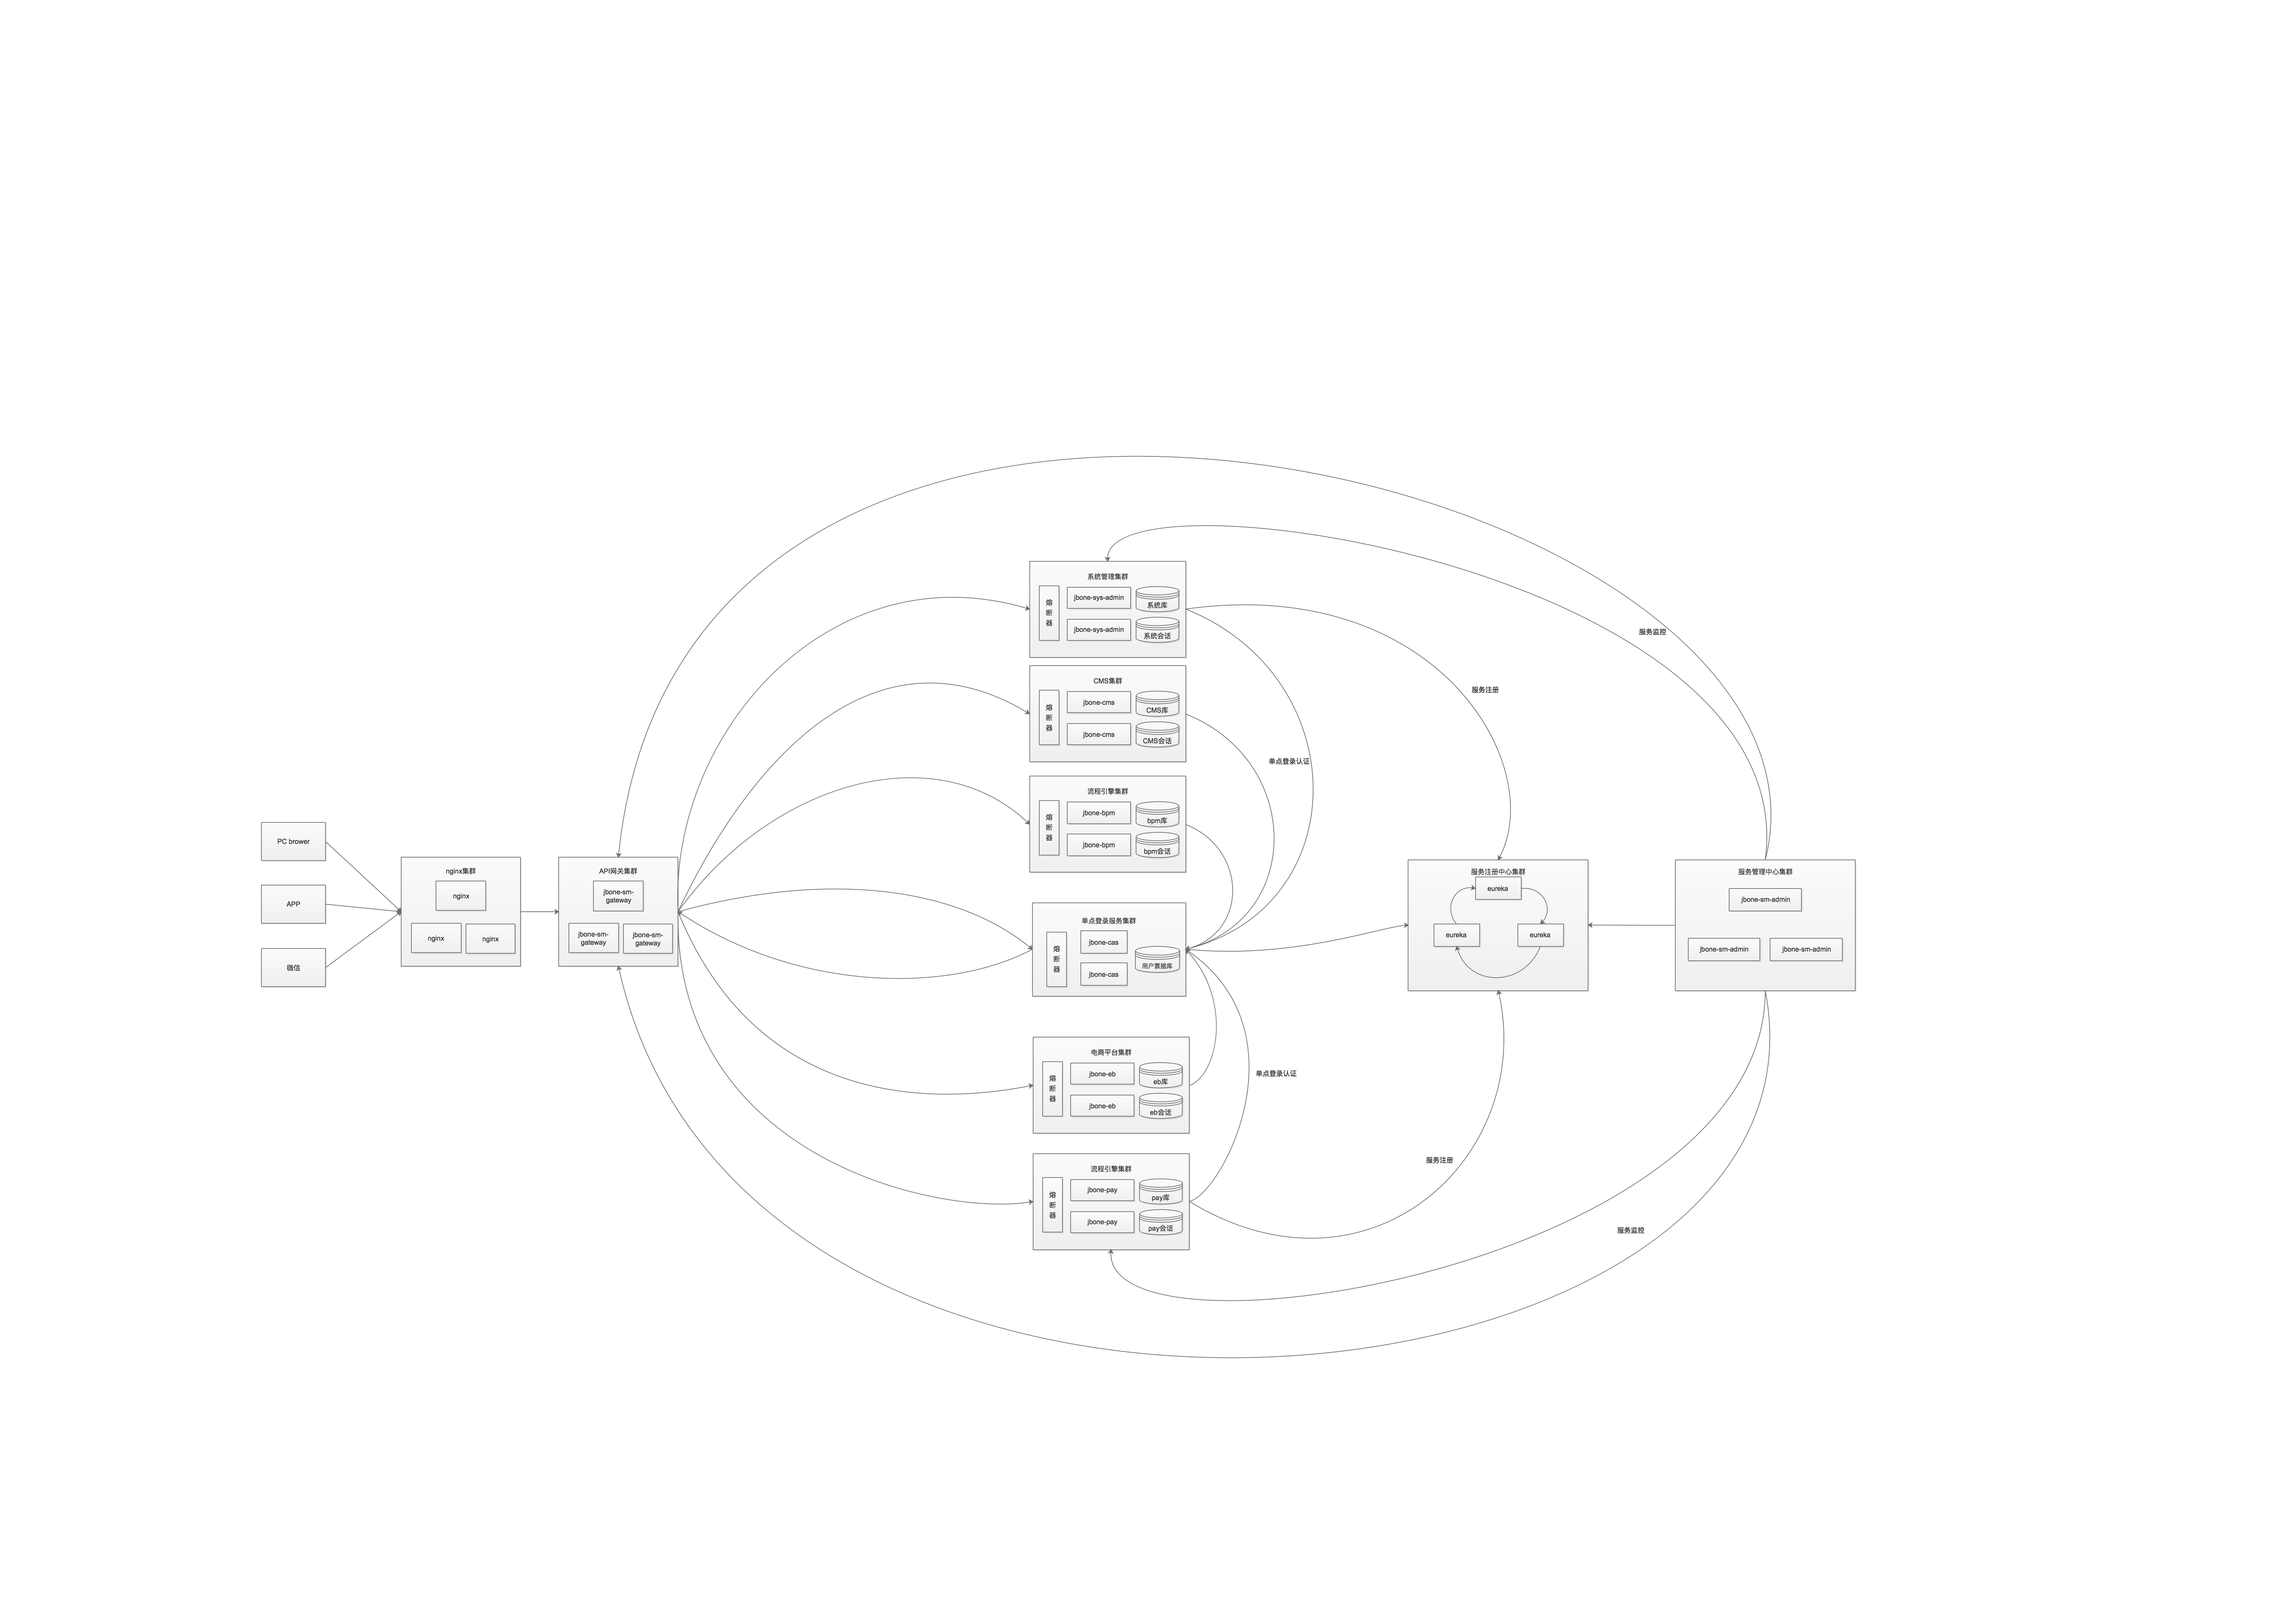 PC brower
APP
微信
nginx集群
nginx
nginx
nginx
API网关集群
jbone-sm-
gateway
jbone-sm-
gateway
jbone-sm-
gateway
系统管理集群
熔
断
器
jbone-sys-admin
jbone-sys-admin
系统库
系统会话
CMS集群
熔
断
器
jbone-cms
jbone-cms
CMS库
CMS会话
流程引擎集群
熔
断
器
jbone-bpm
jbone-bpm
bpm库
bpm会话
单点登录服务集群
熔
断
器
jbone-cas
jbone-cas
用户票据库
电商平台集群
熔
断
器
jbone-eb
jbone-eb
eb库
eb会话
流程引擎集群
熔
断
器
jbone-pay
jbone-pay
pay库
pay会话
单点登录认证
单点登录认证
服务注册
服务注册
服务监控
服务监控
服务注册中心集群
eureka
eureka
eureka
服务管理中心集群
jbone-sm-admin
jbone-sm-admin
jbone-sm-admin